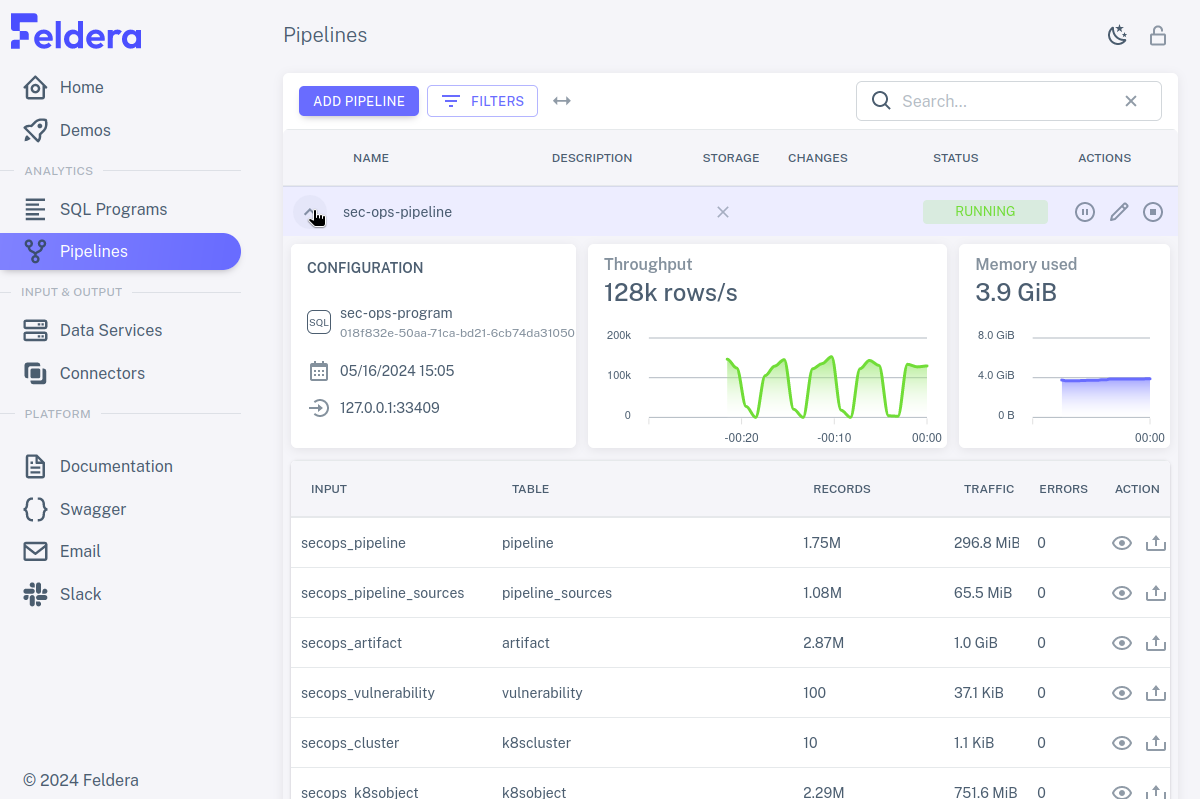 Feldera
Pipelines
Home
Demos
ANALYTICS
SQL Programs
Pipelines
INPUT & OUTPUT
Data Services
Connectors
PLATFORM
Documentation
Swagger
Email
Slack
© 2024 Feldera
ADD PIPELINE FILTERS Search...
NAME DESCRIPTION STORAGE CHANGES STATUS ACTIONS
sec-ops-pipeline RUNNING
CONFIGURATION
SQL sec-ops-program
018f832e-50aa-71ca-bd21-6cb74da31050
05/16/2024 15:05
127.0.0.1:33409
Throughput
128k rows/s
200k
100k
0
-00:20 -00:10 00:00
Memory used
3.9 GiB
8.0 GiB
4.0 GiB
0 B
00:00
INPUT TABLE RECORDS TRAFFIC ERRORS ACTION
secops_pipeline pipeline 1.75M 296.8 MiB 0
secops_pipeline_sources pipeline_sources 1.08M 65.5 MiB 0
secops_artifact artifact 2.87M 1.0 GiB 0
secops_vulnerability vulnerability 100 37.1 KiB 0
secops_cluster k8scluster 10 1.1 KiB 0
secops_k8sobject k8sobject 2.29M 751.6 MiB 0